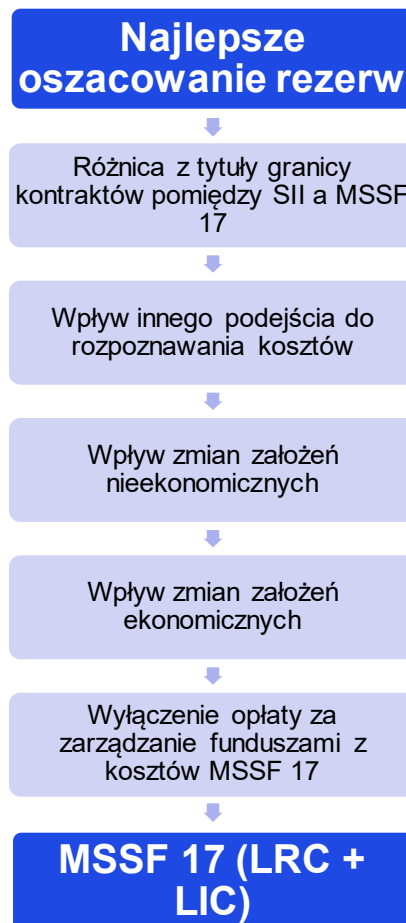 Najlepsze
oszacowanie rezerw
Różnica z tytuły granicy
kontraktów pomiędzy SII a MSSF
17
Wpływ innego podejścia do
rozpoznawania kosztów
Wpływ zmian założeń
nieekonomicznych
Wpływ zmian założeń
ekonomicznych
Wyłączenie opłaty za
zarządzanie funduszami z
kosztów MSSF 17
MSSF 17 (LRC +
LIC)